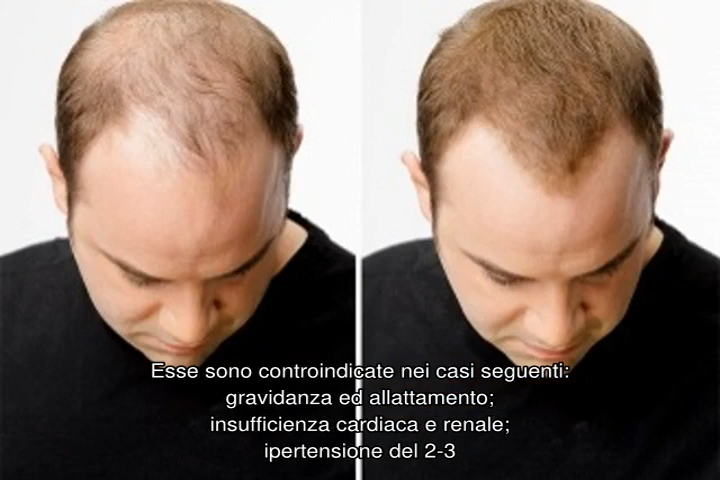 Esse sono controindicate nei casi seguenti:
gravidanza ed allattamento;
insufficienza cardiaca e renale;
ipertensione del 2-3